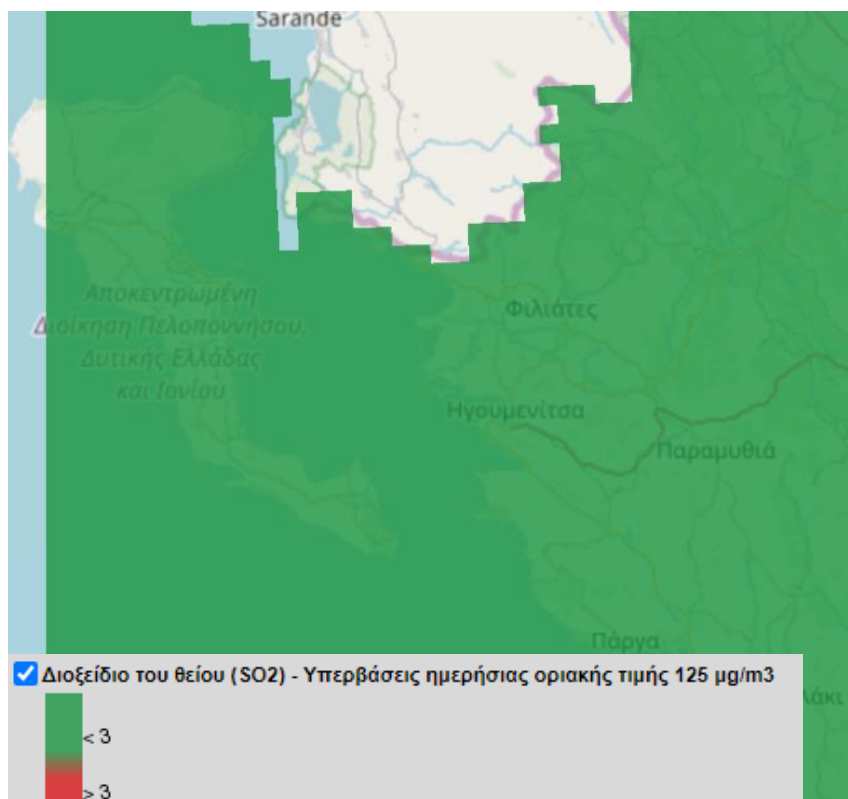 Sarande
Αποκεντρωμένη
Διοίκηση Πελοποννήσου,
Δυτικής Ελλάδας
και Ιονίου
Φιλιάτες
Ηγουμενίτσα
Παραμυθιά
Πάργα
λάκι
Διοξείδιο του θείου (SO2) - Υπερβάσεις ημερήσιας οριακής τιμής 125 μg/m3
< 3
> 3